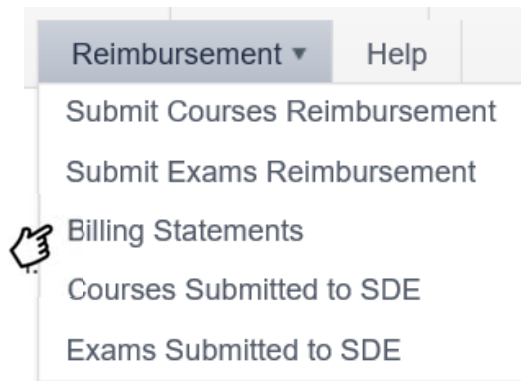 Reimbursement ▾ Help
Submit Courses Reimbursement
Submit Exams Reimbursement
Billing Statements
Courses Submitted to SDE
Exams Submitted to SDE